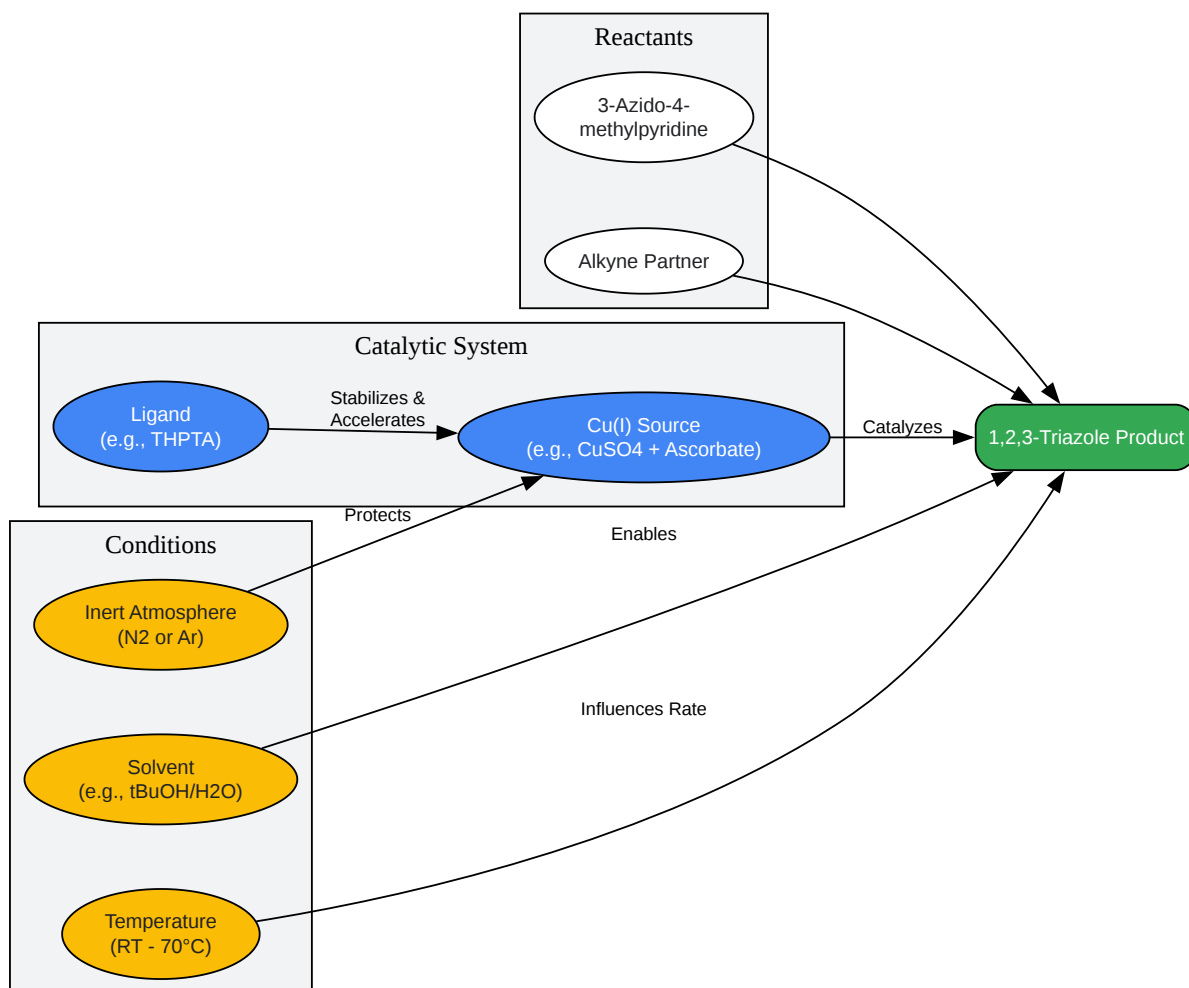 Reactants
3-Azido-4-
methylpyridine
Alkyne Partner
Catalytic System
Ligand
(e.g., THPTA)
Stabilizes &
Accelerates
Cu(I) Source
(e.g., CuSO4 + Ascorbate)
Catalyzes
1,2,3-Triazole Product
Protects
Enables
Conditions
Inert Atmosphere
(N2 or Ar)
Influences Rate
Solvent
(e.g., tBuOH/H2O)
Temperature
(RT - 70°C)